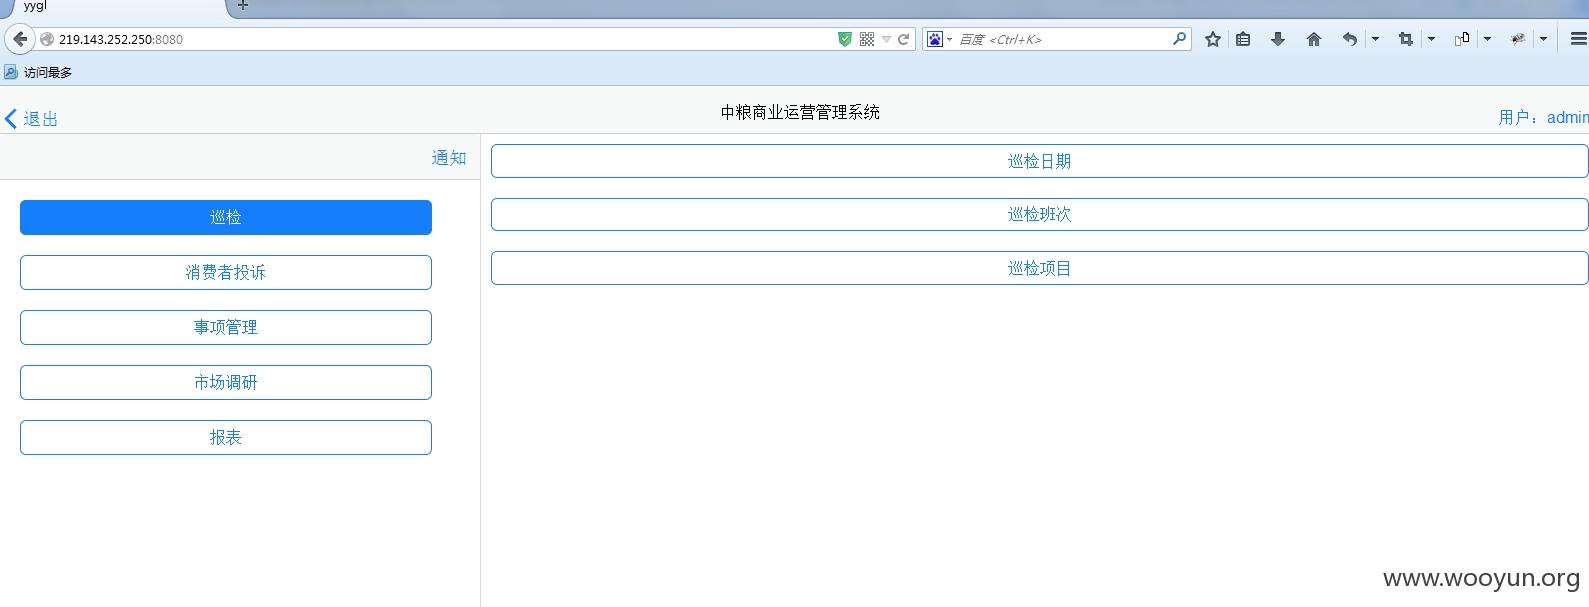 yygl
219.143.252.250:8080
百度 <Ctrl+K>
访问最多
退出
中粮商业运营管理系统
用户：admin
通知
巡检
消费者投诉
事项管理
市场调研
报表
巡检日期
巡检班次
巡检项目
www.wooyun.org